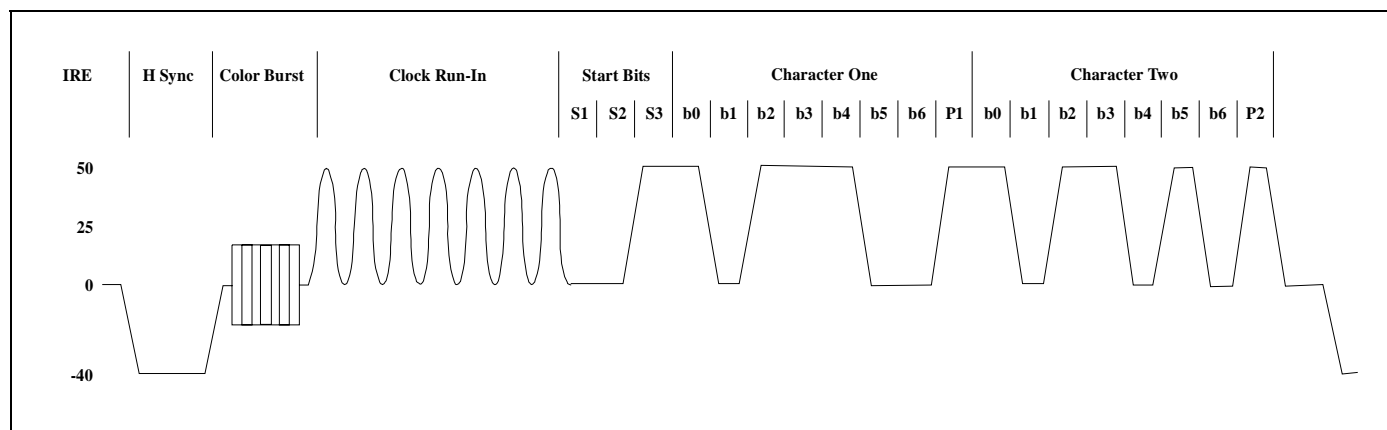 IRE H Sync Color Burst Clock Run-In Start Bits Character One Character Two
S1 S2 S3 b0 b1 b2 b3 b4 b5 b6 P1 b0 b1 b2 b3 b4 b5 b6 P2
50
25
0
-40